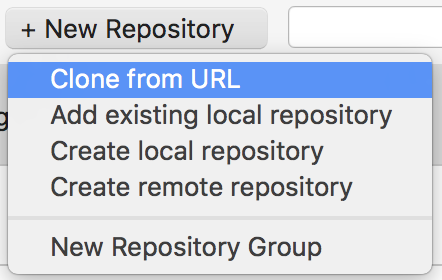 + New Repository
Clone from URL
Add existing local repository
Create local repository
Create remote repository
New Repository Group